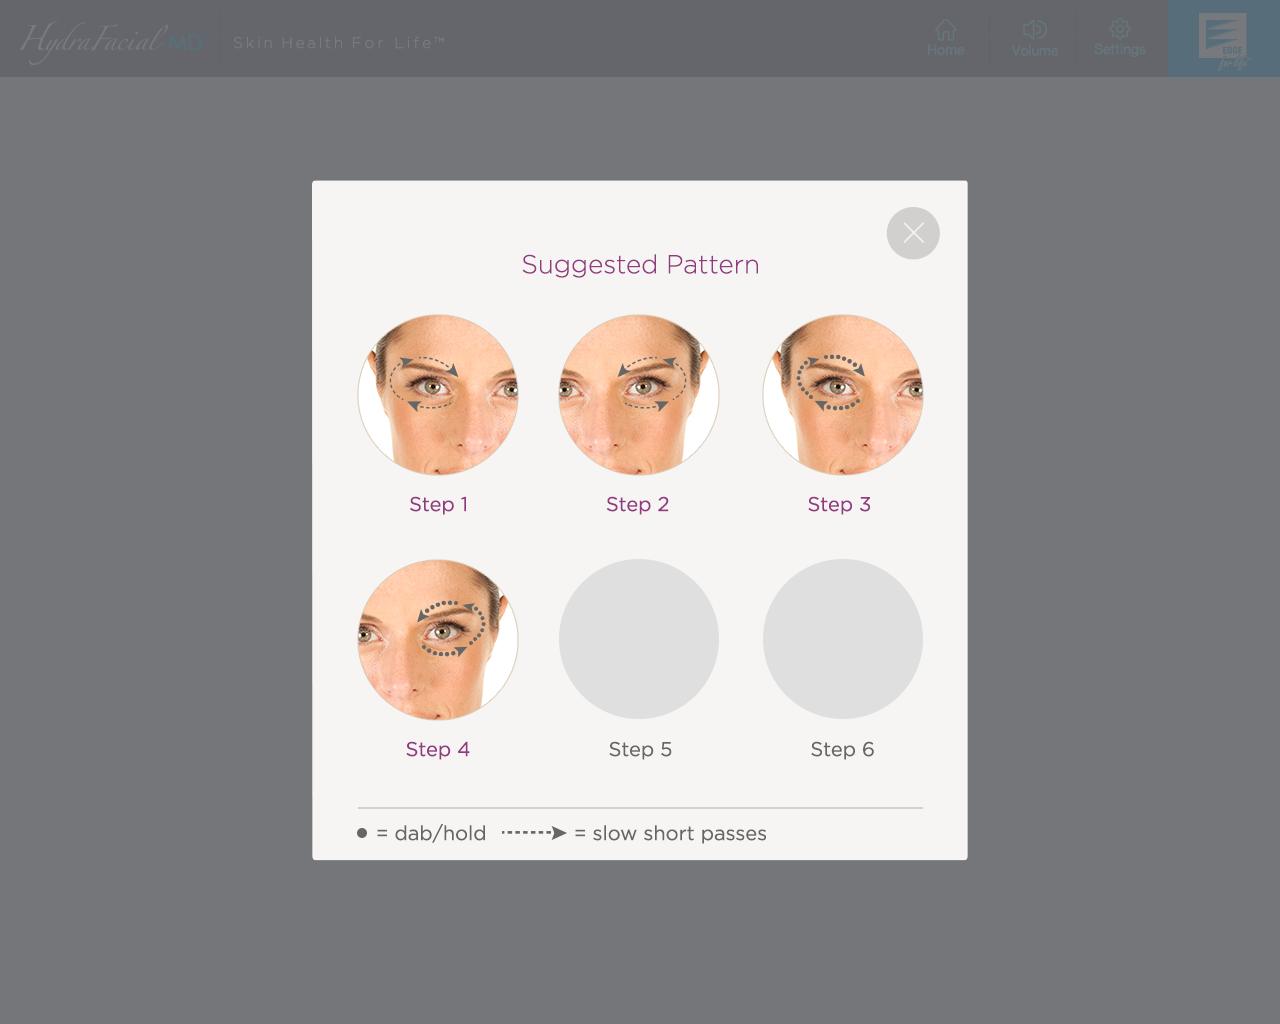 HydraFacial MD
Skin Health For Life™
Home
Volume
Settings
EDGE
for life
Suggested Pattern
Step 1
Step 2
Step 3
Step 4
Step 5
Step 6
= dab/hold
= slow short passes